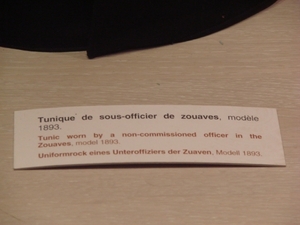 Tunique de sous-officier de zouaves, modèle
1893.
Tunic worn by a non-commissioned officer in the
Zouaves, model 1893.
Uniformrock eines Unteroffiziers der Zuaven, Modell 1893.